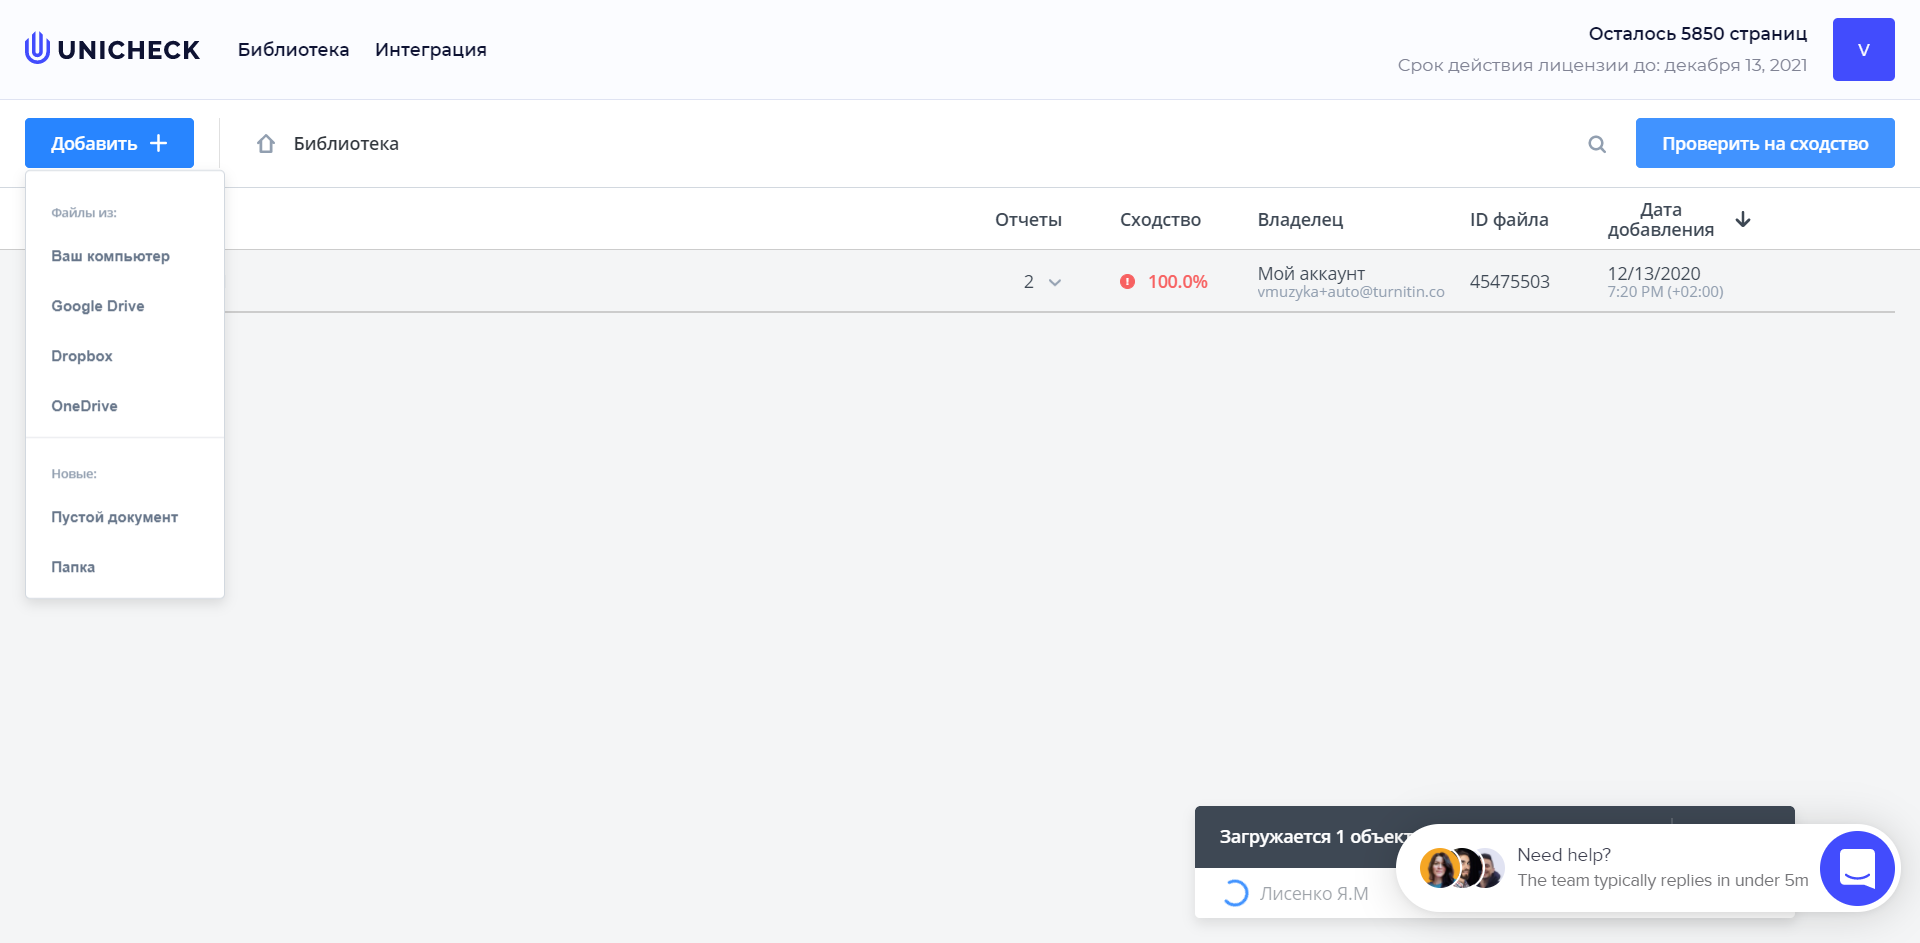 UNICHECK
Библиотека
Интеграция
Осталось 5850 страниц
Срок действия лицензии до: декабря 13, 2021
V
Добавить
Библиотека
Проверить на сходство
Файлы из:
Ваш компьютер
Google Drive
Dropbox
OneDrive
Новые:
Пустой документ
Папка
Отчеты
Сходство
Владелец
ID файла
Дата
добавления
2
100.0%
Мой аккаунт
vmuzyka+auto@turnitin.co
45475503
12/13/2020
7:20 PM (+02:00)
Загружается 1 объект
Лисенко Я.М
Need help?
The team typically replies in under 5m